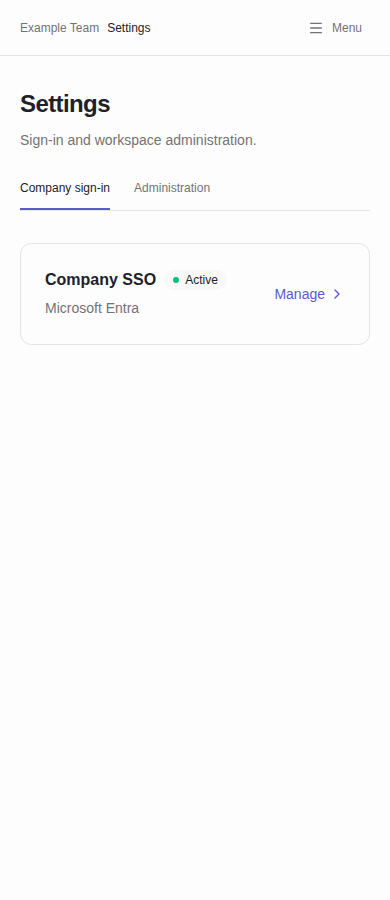 Example Team Settings Menu
Settings
Sign-in and workspace administration.
Company sign-in Administration
Company SSO Active
Microsoft Entra
Manage